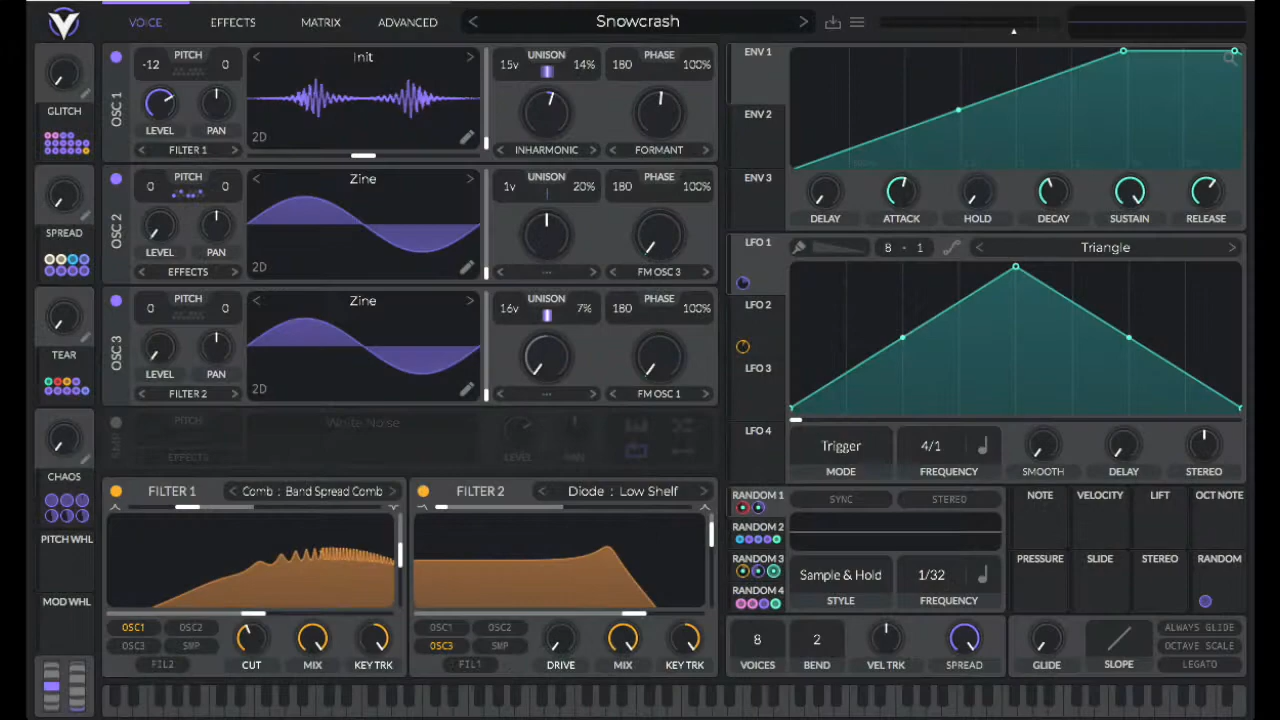 VOICE EFFECTS MATRIX ADVANCED Snowcrash
GLITCH
SPREAD
TEAR
CHAOS
PITCH WHL
MOD WHL
OSC 1
PITCH
-12 0
LEVEL PAN
FILTER 1
Init
2D
UNISON
15v 14%
INHARMONIC
PHASE
180 100%
FORMANT
OSC 2
PITCH
0 0
LEVEL PAN
EFFECTS
Zine
2D
UNISON
1v 20%
...
PHASE
180 100%
FM OSC 3
OSC 3
PITCH
0 0
LEVEL PAN
FILTER 2
Zine
2D
UNISON
16v 7%
...
PHASE
180 100%
FM OSC 1
SMP
PITCH
EFFECTS
White Noise
LEVEL PAN
FILTER 1 Comb : Band Spread Comb
OSC1 OSC2
OSC3 SMP
FIL2
CUT MIX KEY TRK
FILTER 2 Diode : Low Shelf
OSC1 OSC2
OSC3 SMP
FIL1
DRIVE MIX KEY TRK
ENV 1
ENV 2
ENV 3
DELAY ATTACK HOLD DECAY SUSTAIN RELEASE
LFO 1
LFO 2
LFO 3
LFO 4
8 - 1 Triangle
Trigger
MODE
4/1
FREQUENCY
SMOOTH DELAY STEREO
RANDOM 1
RANDOM 2
RANDOM 3
RANDOM 4
SYNC STEREO
Sample & Hold
STYLE
1/32
FREQUENCY
NOTE VELOCITY LIFT OCT NOTE
PRESSURE SLIDE STEREO RANDOM
8
VOICES
2
BEND
VEL TRK
SPREAD
GLIDE
SLOPE
ALWAYS GLIDE
OCTAVE SCALE
LEGATO